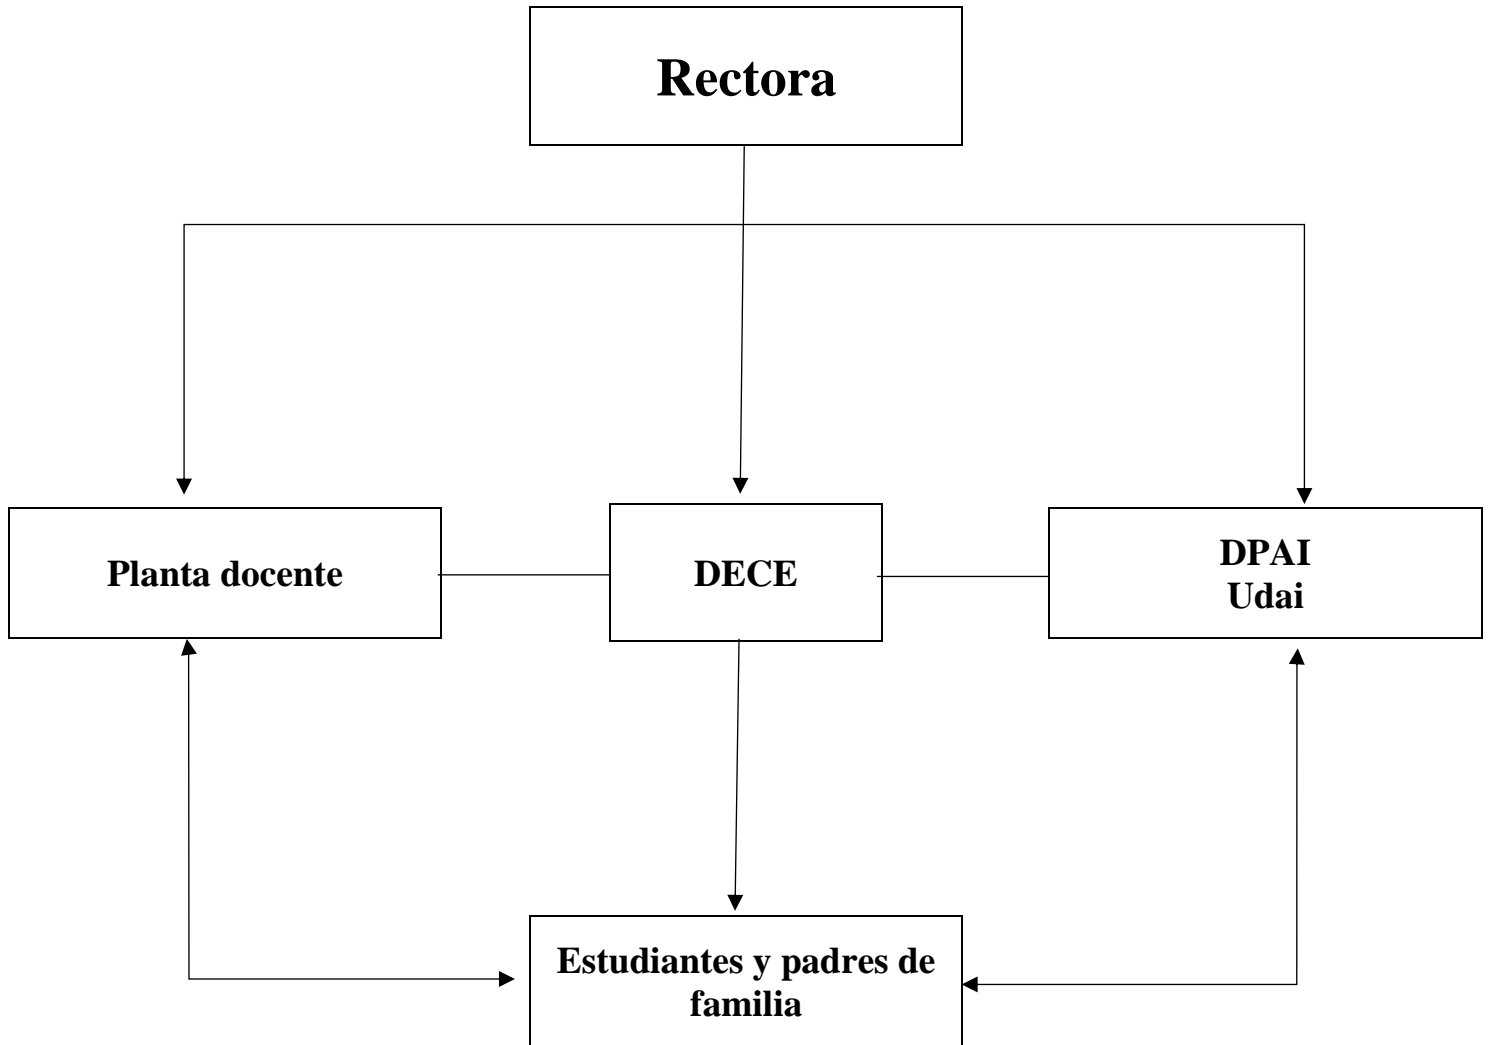 Rectora
Planta docente
DECE
DPAI
Udai
Estudiantes y padres de
familia